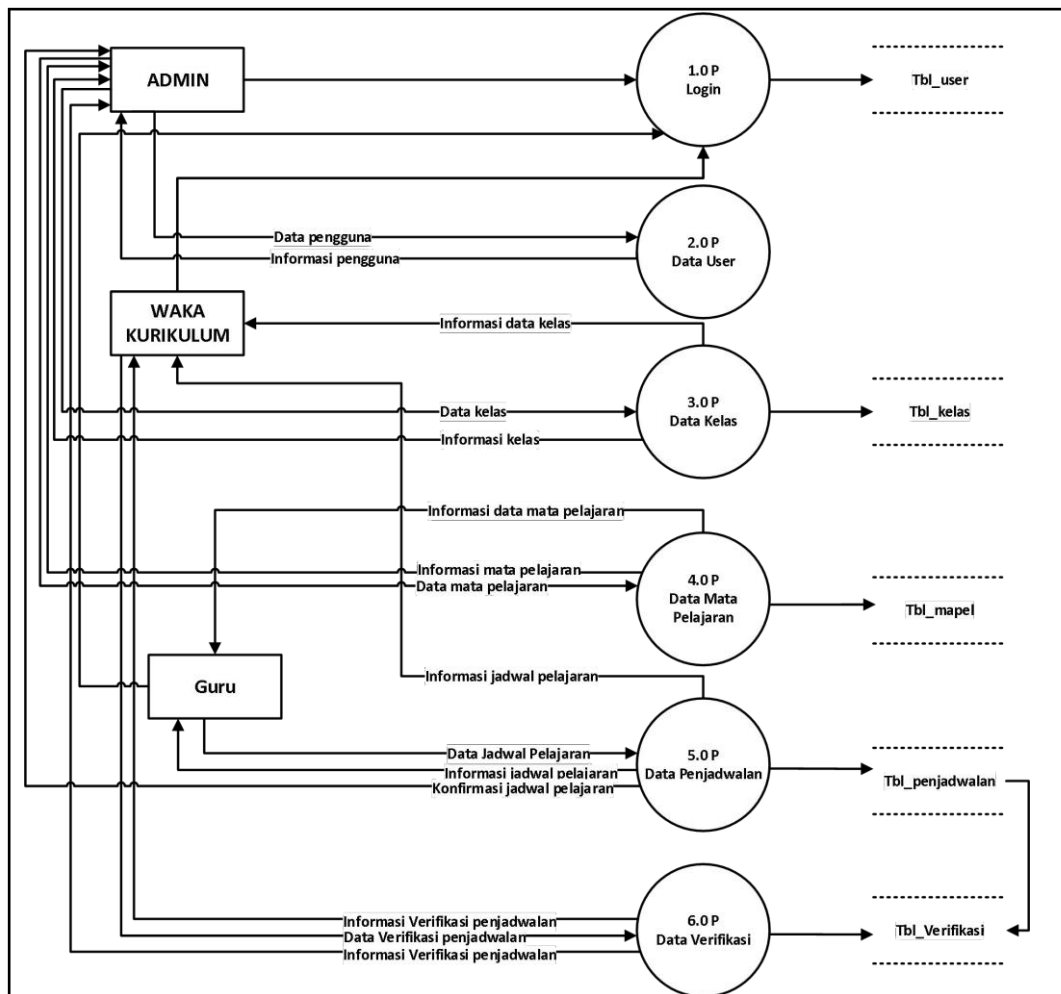 ADMIN
1.0 P
Login
Tbl_user
Data pengguna
Informasi pengguna
2.0 P
Data User
WAKA
KURIKULUM
Informasi data kelas
Data kelas
Informasi kelas
3.0 P
Data Kelas
Tbl_kelas
Informasi data mata pelajaran
Informasi mata pelajaran
Data mata pelajaran
4.0 P
Data Mata
Pelajaran
Tbl_mapel
Guru
Informasi jadwal pelajaran
Data Jadwal Pelajaran
Informasi jadwal pelajaran
Konfirmasi jadwal pelajaran
5.0 P
Data Penjadwalan
Tbl_penjadwalan
Informasi Verifikasi penjadwalan
Data Verifikasi penjadwalan
Informasi Verifikasi penjadwalan
6.0 P
Data Verifikasi
Tbl_Verifikasi